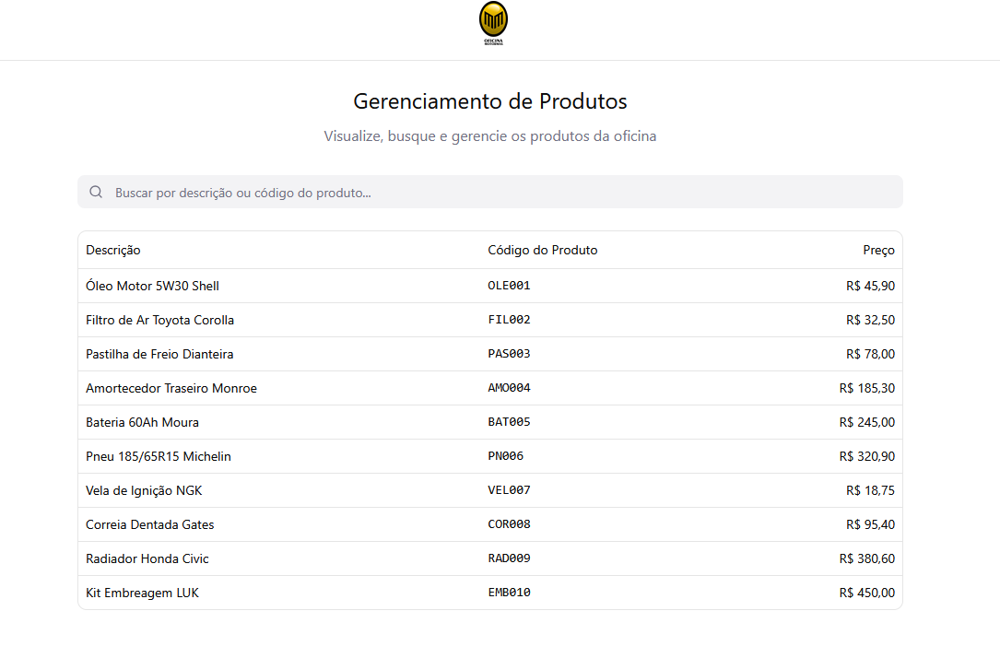 OFICINA
MOTORMAX
Gerenciamento de Produtos
Visualize, busque e gerencie os produtos da oficina
Buscar por descrição ou código do produto...
Descrição Código do Produto Preço
Óleo Motor 5W30 Shell OLE001 R$ 45,90
Filtro de Ar Toyota Corolla FIL002 R$ 32,50
Pastilha de Freio Dianteira PAS003 R$ 78,00
Amortecedor Traseiro Monroe AMO004 R$ 185,30
Bateria 60Ah Moura BAT005 R$ 245,00
Pneu 185/65R15 Michelin PN006 R$ 320,90
Vela de Ignição NGK VEL007 R$ 18,75
Correia Dentada Gates COR008 R$ 95,40
Radiador Honda Civic RAD009 R$ 380,60
Kit Embreagem LUK EMB010 R$ 450,00